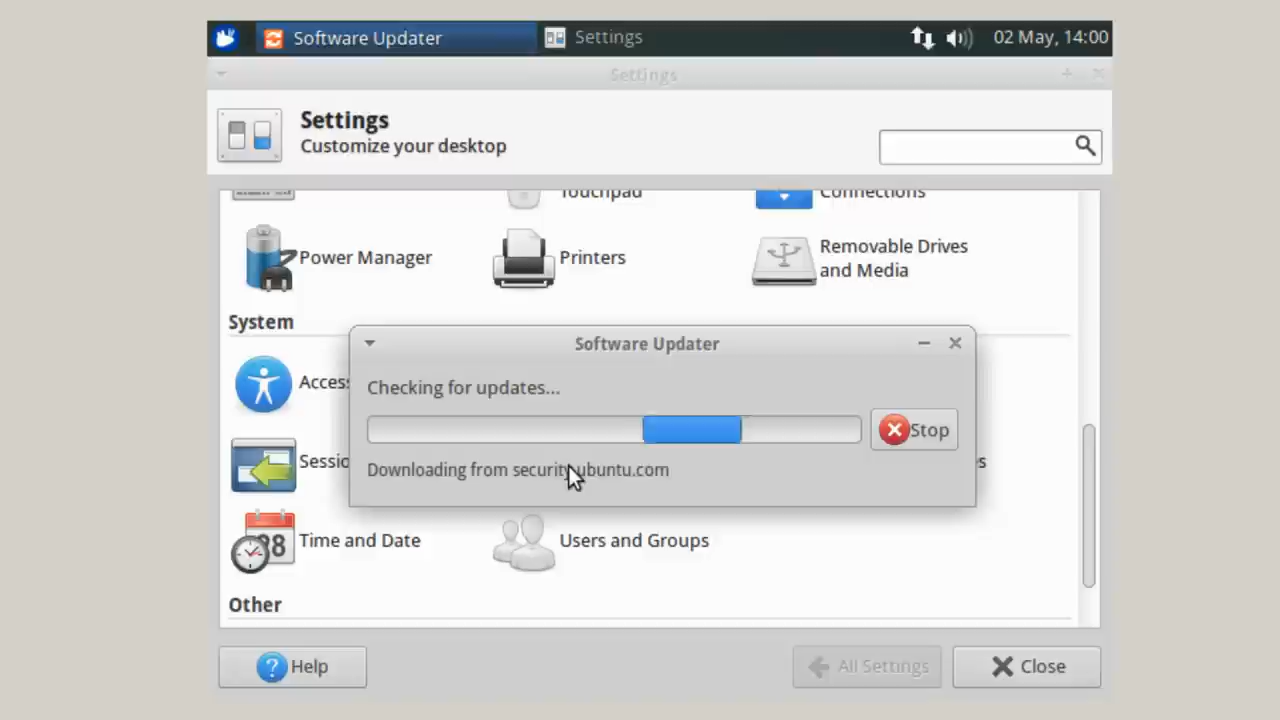 Software Updater
Settings
02 May, 14:00
Settings
Settings
Customize your desktop
Touchpad
Connections
Power Manager
Printers
Removable Drives
and Media
System
Software Updater
Checking for updates...
Stop
Downloading from security.ubuntu.com
Time and Date
Users and Groups
Other
Help
All Settings
Close